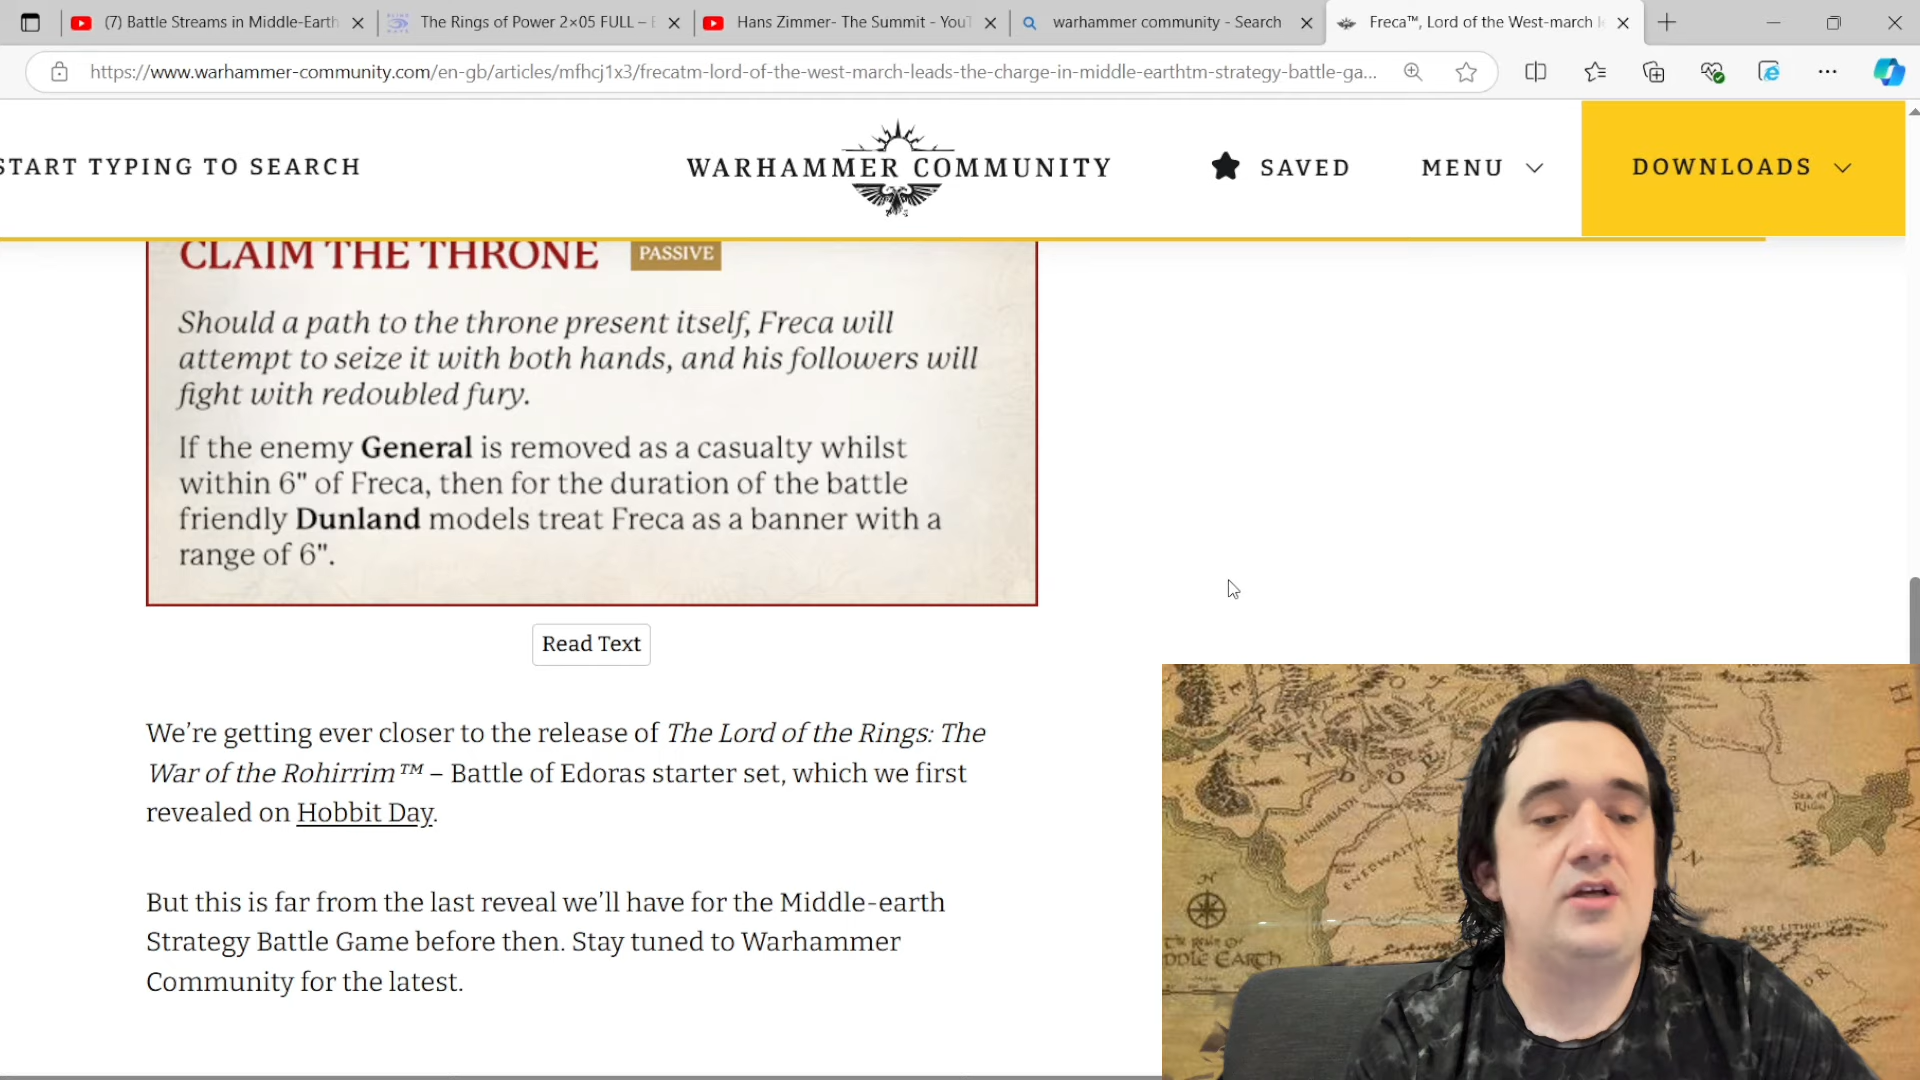 (7) Battle Streams in Middle-Earth
The Rings of Power 2×05 FULL –
Hans Zimmer- The Summit - YouT
warhammer community - Search
Freca™, Lord of the West-march
https://www.warhammer-community.com/en-gb/articles/mfhcj1x3/frecatm-lord-of-the-west-march-leads-the-charge-in-middle-earthtm-strategy-battle-ga...
START TYPING TO SEARCH
WARHAMMER COMMUNITY
SAVED
MENU
DOWNLOADS
CLAIM THE THRONE PASSIVE
Should a path to the throne present itself, Freca will
attempt to seize it with both hands, and his followers will
fight with redoubled fury.
If the enemy General is removed as a casualty whilst
within 6" of Freca, then for the duration of the battle
friendly Dunland models treat Freca as a banner with a
range of 6".
Read Text
We’re getting ever closer to the release of The Lord of the Rings: The
War of the Rohirrim™ – Battle of Edoras starter set, which we first
revealed on Hobbit Day.
But this is far from the last reveal we’ll have for the Middle-earth
Strategy Battle Game before then. Stay tuned to Warhammer
Community for the latest.
MINHIRIATH
ENEDWAITH
Sea of
Rhûn
N